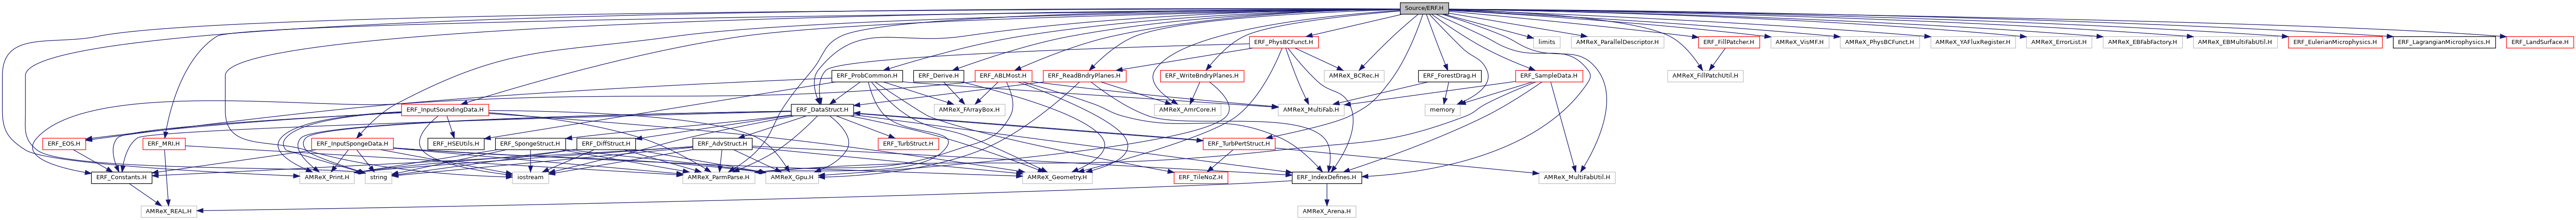 Source/ERF.H
ERF_PhysBCFunct.H
limits
AMReX_ParallelDescriptor.H
ERF_FillPatcher.H
AMReX_VisMF.H
AMReX_PhysBCFunct.H
AMReX_YAFluxRegister.H
AMReX_ErrorList.H
AMReX_EBFabFactory.H
AMReX_EBMultiFabUtil.H
ERF_EulerianMicrophysics.H
ERF_LagrangianMicrophysics.H
ERF_LandSurface.H
ERF_ProbCommon.H
ERF_Derive.H
ERF_ABLMost.H
ERF_ReadBndryPlanes.H
ERF_WriteBndryPlanes.H
AMReX_BCRec.H
ERF_ForestDrag.H
ERF_SampleData.H
AMReX_FillPatchUtil.H
ERF_InputSoundingData.H
ERF_DataStruct.H
AMReX_FArrayBox.H
AMReX_AmrCore.H
AMReX_MultiFab.H
memory
ERF_EOS.H
ERF_MRI.H
ERF_InputSpongeData.H
ERF_HSEUtils.H
ERF_SpongeStruct.H
ERF_DiffStruct.H
ERF_AdvStruct.H
ERF_TurbStruct.H
ERF_TurbPertStruct.H
ERF_Constants.H
AMReX_Print.H
string
iostream
AMReX_ParmParse.H
AMReX_Gpu.H
AMReX_Geometry.H
ERF_TileNoZ.H
ERF_IndexDefines.H
AMReX_MultiFabUtil.H
AMReX_REAL.H
AMReX_Arena.H